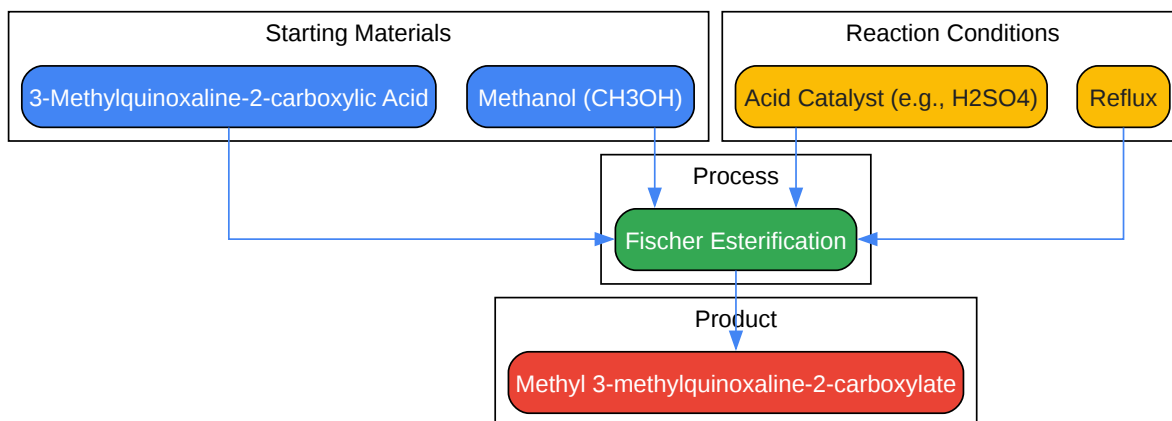 Starting Materials
Reaction Conditions
3-Methylquinoxaline-2-carboxylic Acid
Methanol (CH3OH)
Acid Catalyst (e.g., H2SO4)
Reflux
Process
Fischer Esterification
Product
Methyl 3-methylquinoxaline-2-carboxylate